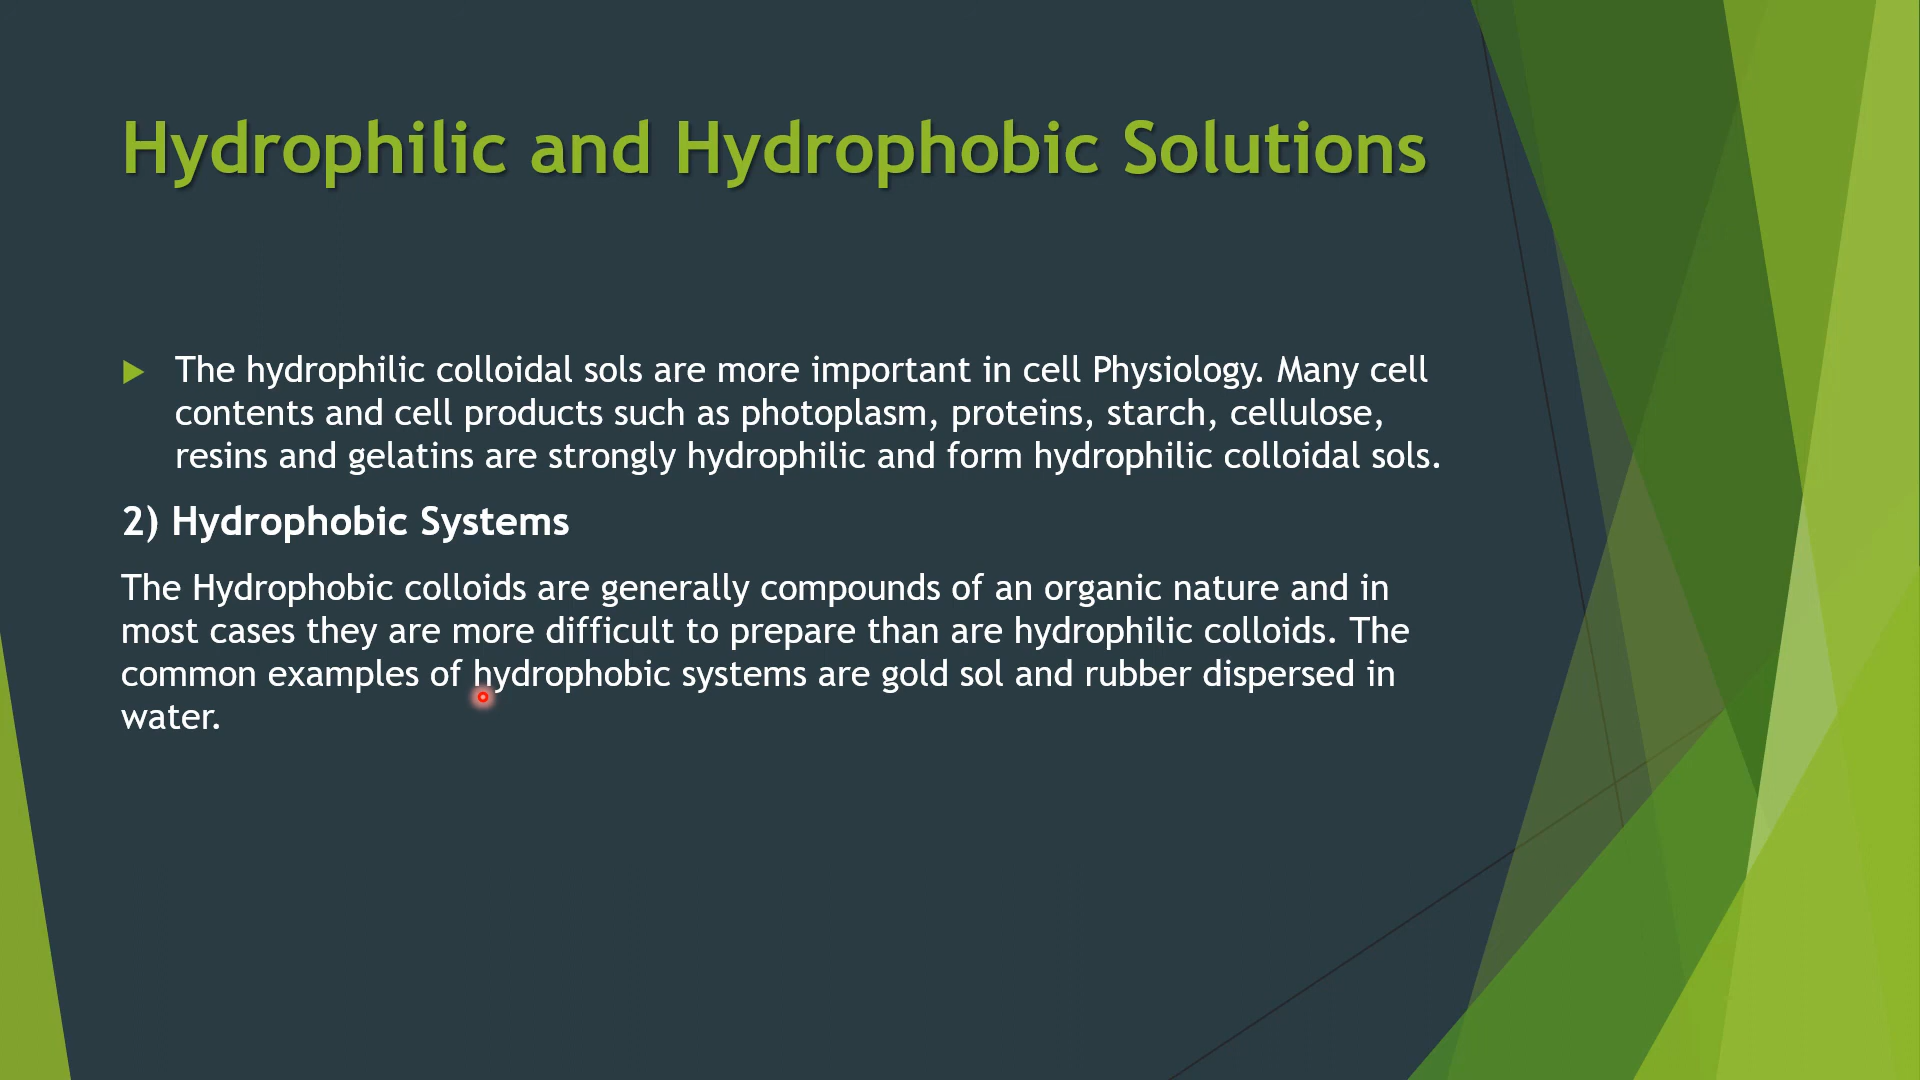 Hydrophilic and Hydrophobic Solutions
The hydrophilic colloidal sols are more important in cell Physiology. Many cell
contents and cell products such as photoplasm, proteins, starch, cellulose,
resins and gelatins are strongly hydrophilic and form hydrophilic colloidal sols.
2) Hydrophobic Systems
The Hydrophobic colloids are generally compounds of an organic nature and in
most cases they are more difficult to prepare than are hydrophilic colloids. The
common examples of hydrophobic systems are gold sol and rubber dispersed in
water.